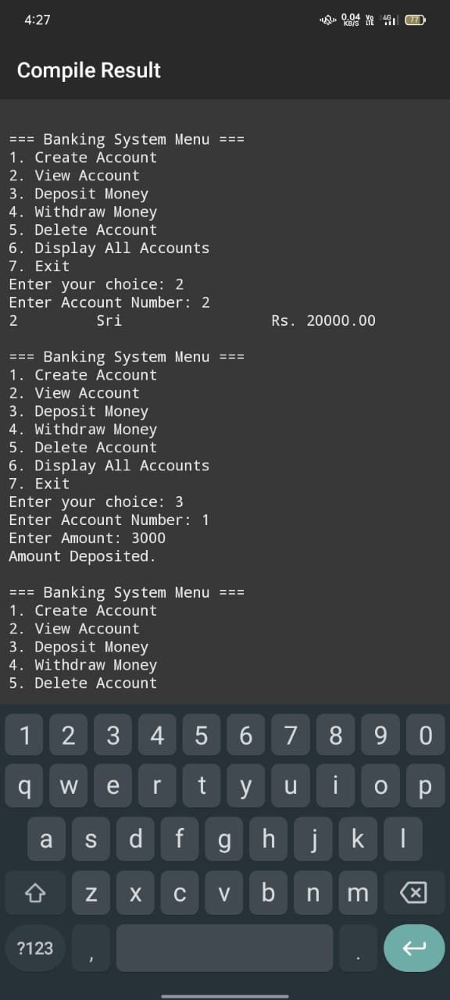 4:27
0.04 KB/S Vo LTE 4G 77
Compile Result
=== Banking System Menu ===
1. Create Account
2. View Account
3. Deposit Money
4. Withdraw Money
5. Delete Account
6. Display All Accounts
7. Exit
Enter your choice: 2
Enter Account Number: 2
2 Sri Rs. 20000.00
=== Banking System Menu ===
1. Create Account
2. View Account
3. Deposit Money
4. Withdraw Money
5. Delete Account
6. Display All Accounts
7. Exit
Enter your choice: 3
Enter Account Number: 1
Enter Amount: 3000
Amount Deposited.
=== Banking System Menu ===
1. Create Account
2. View Account
3. Deposit Money
4. Withdraw Money
5. Delete Account
1 2 3 4 5 6 7 8 9 0
q w e r t y u i o p
a s d f g h j k l
z x c v b n m
?123 , .